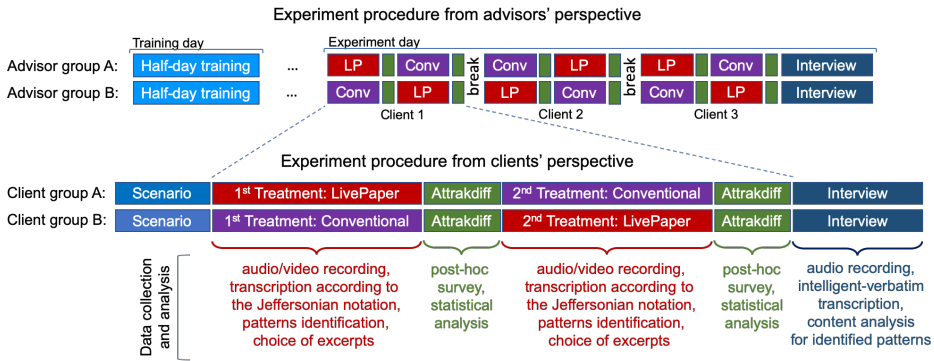 Experiment procedure from advisors’ perspective
Training day
Experiment day
Advisor group A: Half-day training ... LP Conv Conv LP LP Conv Interview
break break
Advisor group B: Half-day training ... Conv LP LP Conv Conv LP Interview
Client 1 Client 2 Client 3
Experiment procedure from clients’ perspective
Client group A: Scenario 1st Treatment: LivePaper Attrakdiff 2nd Treatment: Conventional Attrakdiff Interview
Client group B: Scenario 1st Treatment: Conventional Attrakdiff 2nd Treatment: LivePaper Attrakdiff Interview
Data collection
and analysis
audio/video recording,
transcription according to
the Jeffersonian notation,
patterns identification,
choice of excerpts
post-hoc
survey,
statistical
analysis
audio/video recording,
transcription according to
the Jeffersonian notation,
patterns identification,
choice of excerpts
post-hoc
survey,
statistical
analysis
audio recording,
intelligent-verbatim
transcription,
content analysis
for identified patterns